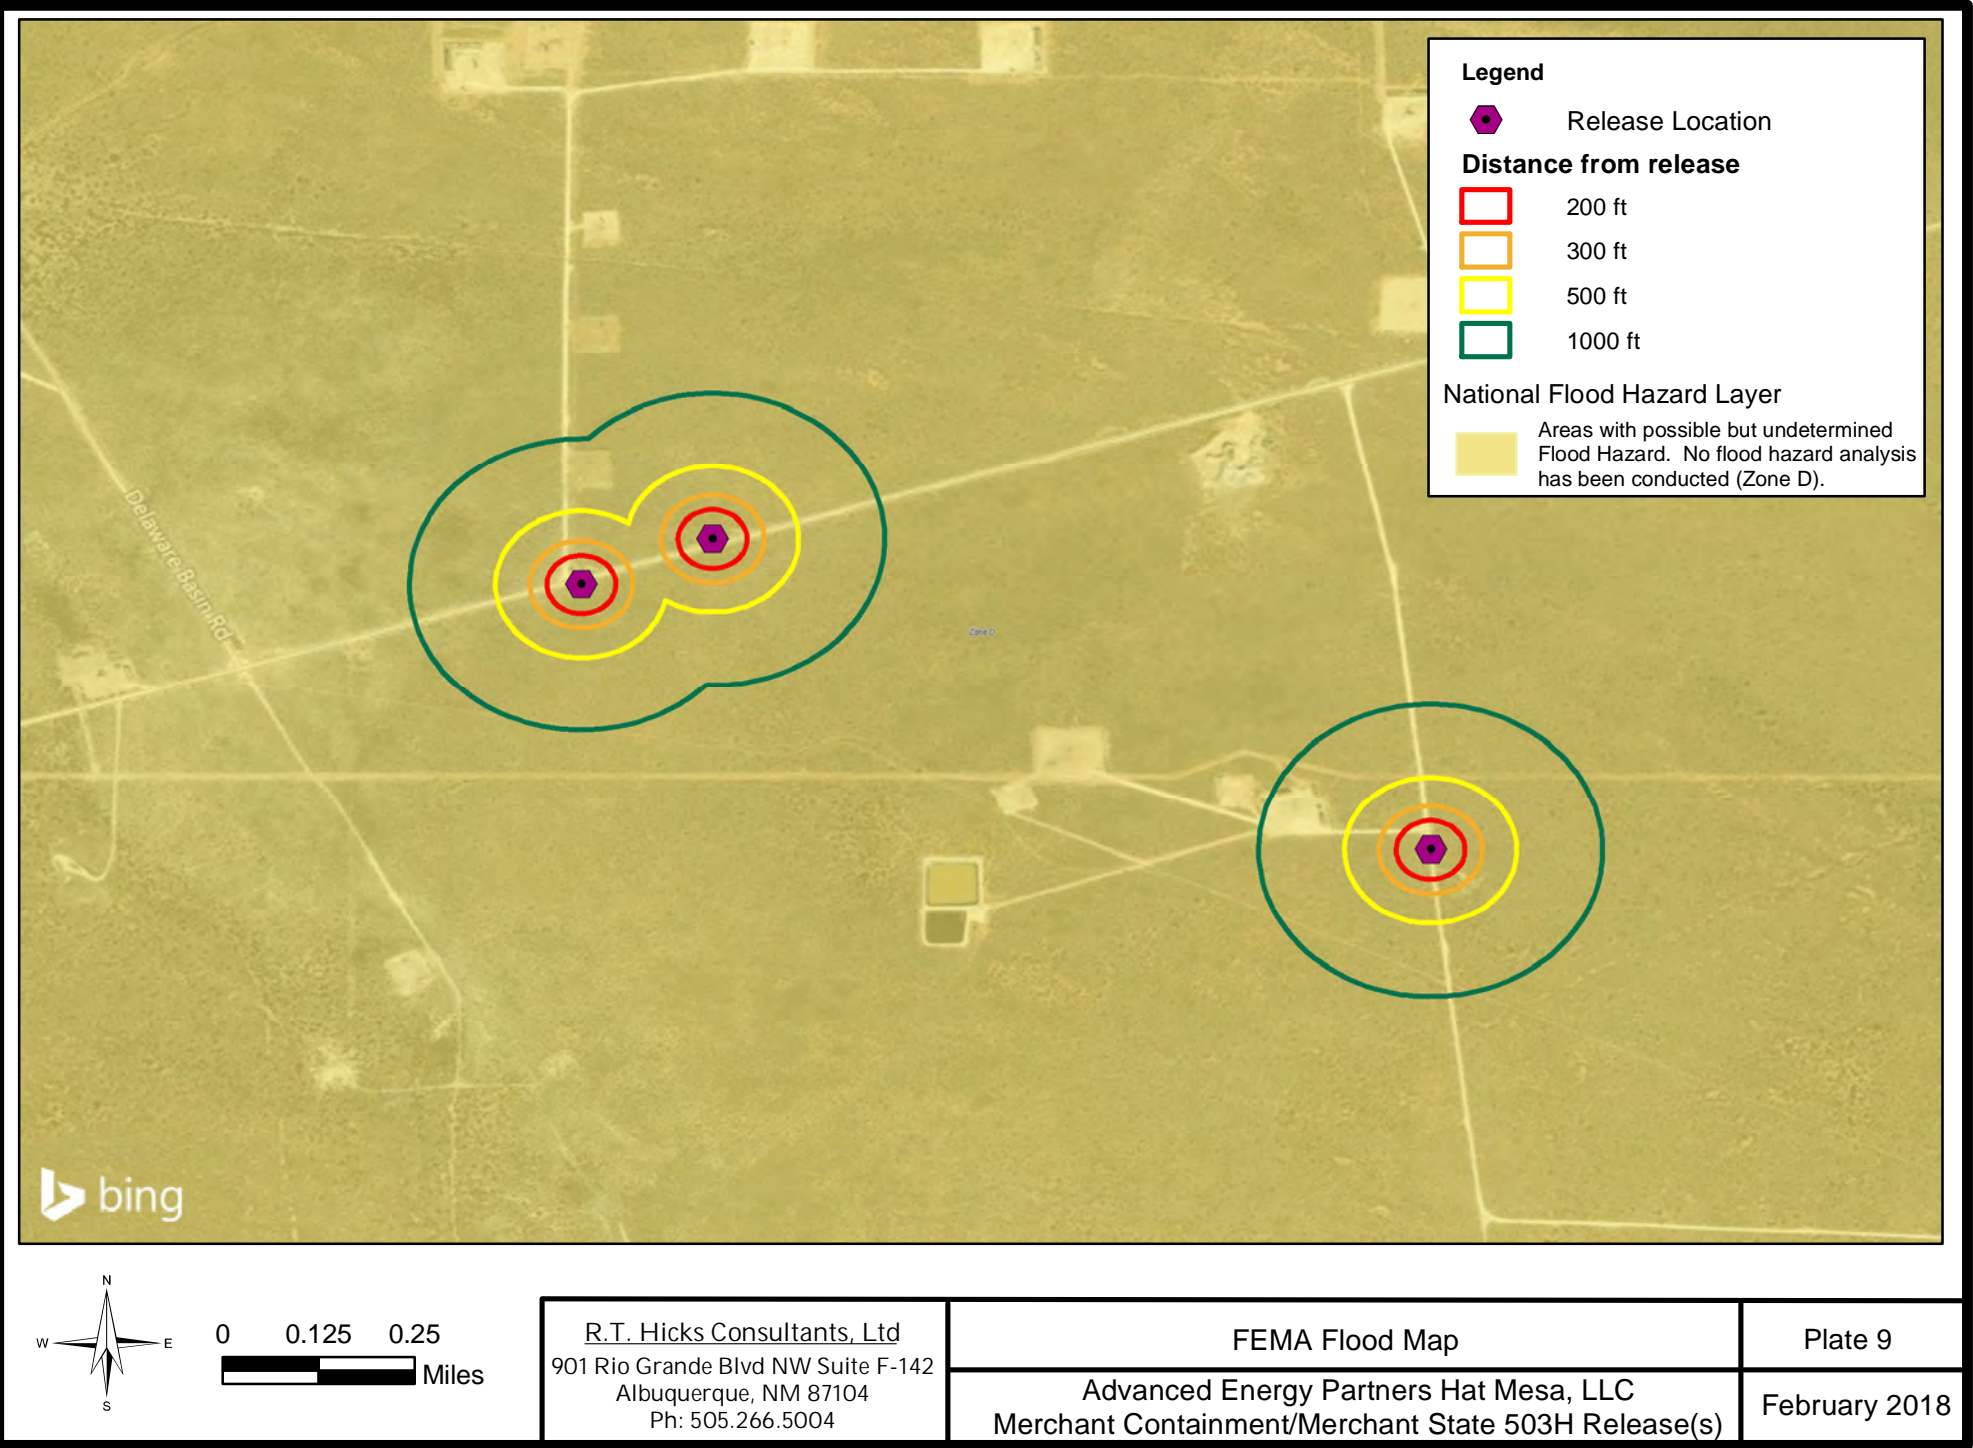 Legend
Release Location
Distance from release
200 ft
300 ft
500 ft
1000 ft
National Flood Hazard Layer
Areas with possible but undetermined
Flood Hazard. No flood hazard analysis
has been conducted (Zone D).
Delaware Basin Rd
Zone D
bing
N
W
E
S
0 0.125 0.25
Miles
R.T. Hicks Consultants, Ltd
901 Rio Grande Blvd NW Suite F-142
Albuquerque, NM 87104
Ph: 505.266.5004
FEMA Flood Map
Advanced Energy Partners Hat Mesa, LLC
Merchant Containment/Merchant State 503H Release(s)
Plate 9
February 2018